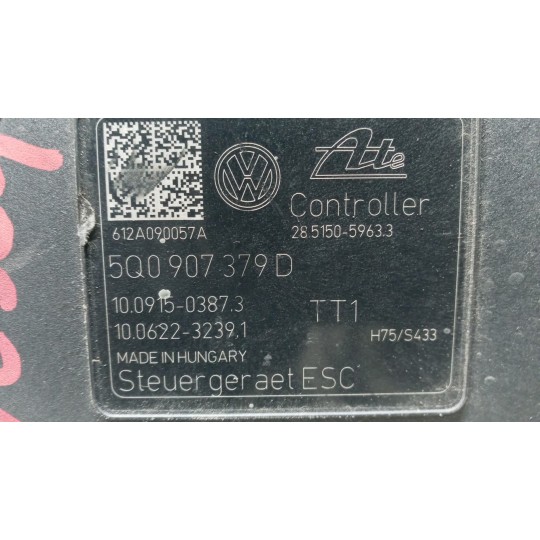 Ate
Controller
612A090057A
28.5150-5963.3
5Q0 907 379 D
10.0915-0387.3
TT1
10.0622-3239,1
H75/S433
MADE IN HUNGARY
Steuergeraet ESC